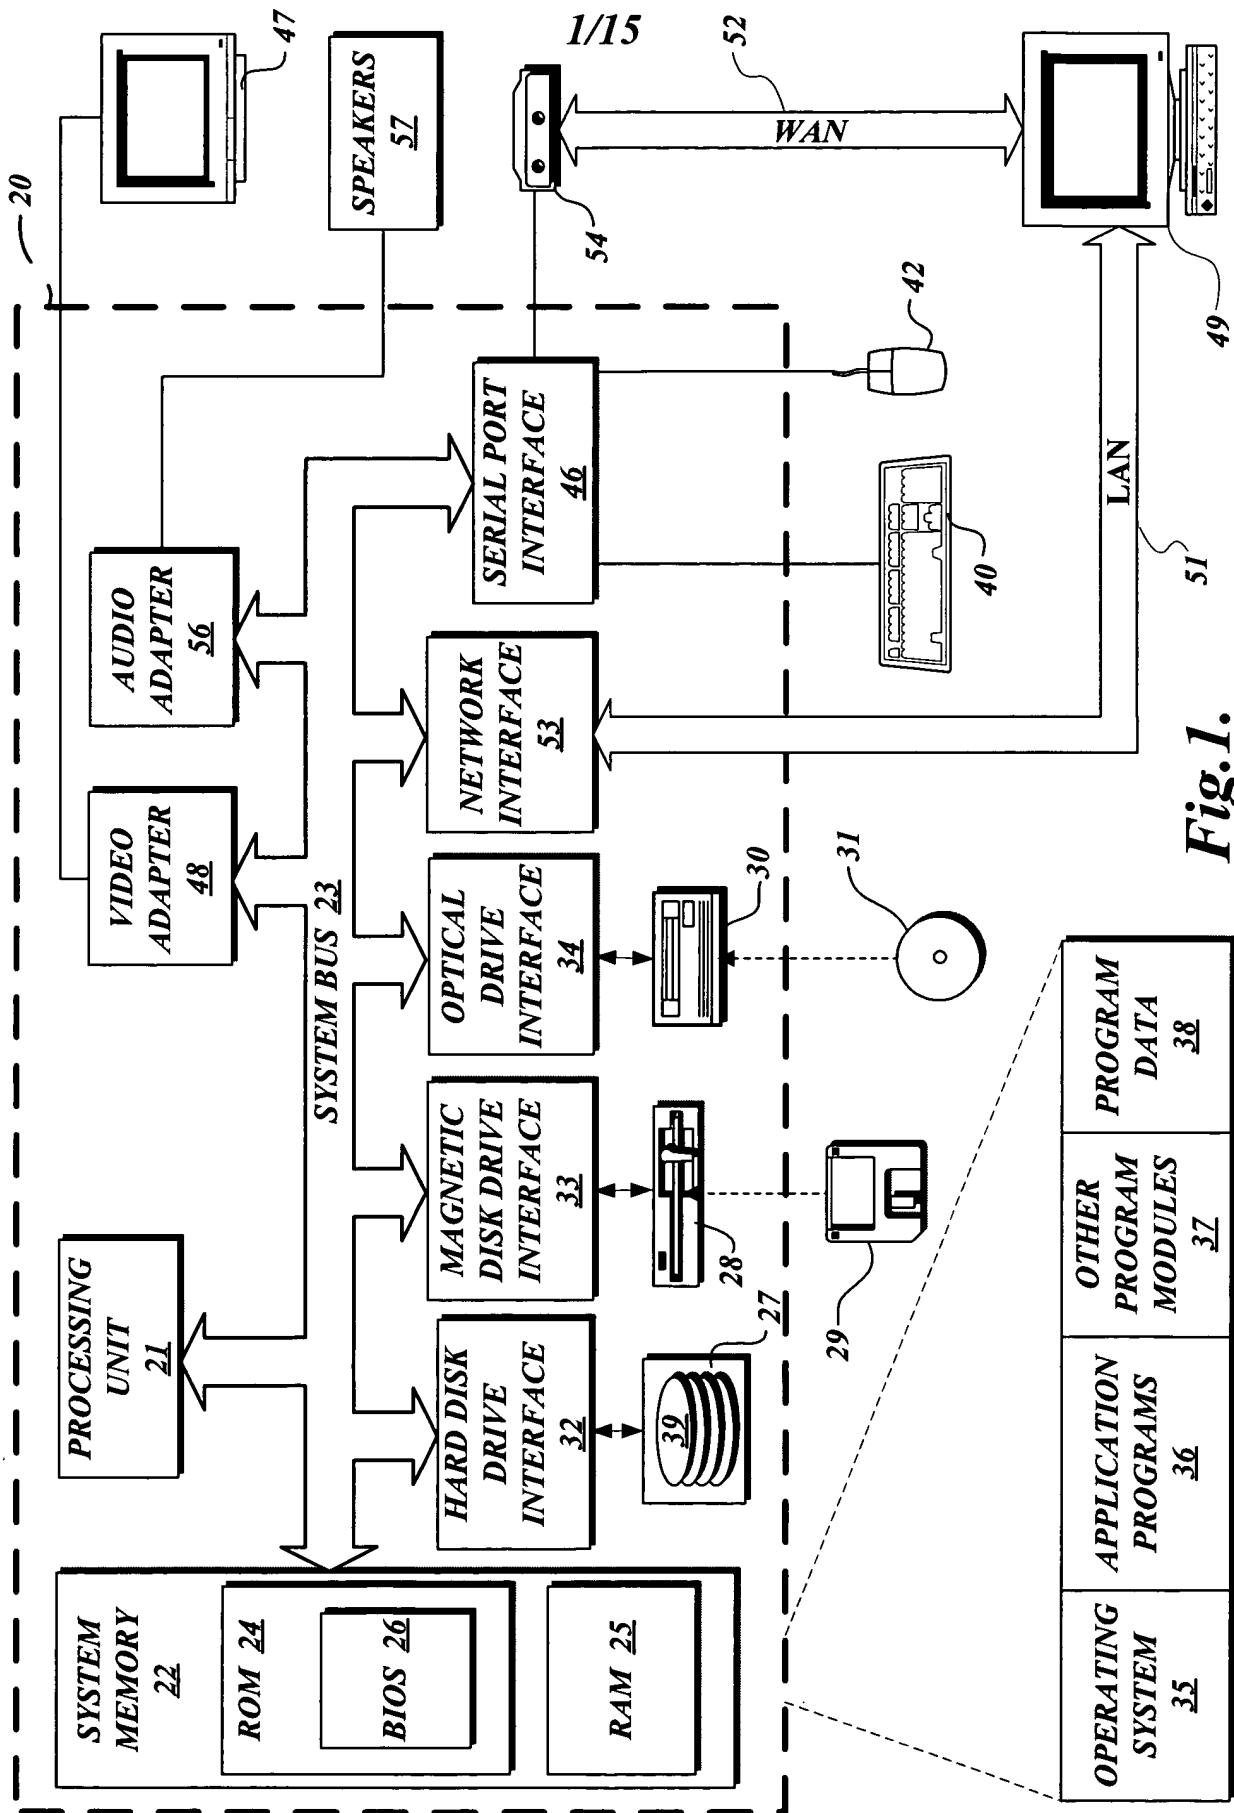 1/15
20
SYSTEM
MEMORY
22
ROM 24
BIOS 26
RAM 25
PROCESSING
UNIT
21
VIDEO
ADAPTER
48
AUDIO
ADAPTER
56
47
SPEAKERS
57
SYSTEM BUS 23
HARD DISK
DRIVE
INTERFACE
32
MAGNETIC
DISK DRIVE
INTERFACE
33
OPTICAL
DRIVE
INTERFACE
34
NETWORK
INTERFACE
53
SERIAL PORT
INTERFACE
46
54
52
WAN
39
27
28
30
29
31
40
42
LAN
51
49
OPERATING
SYSTEM
35
APPLICATION
PROGRAMS
36
OTHER
PROGRAM
MODULES
37
PROGRAM
DATA
38
Fig.1.